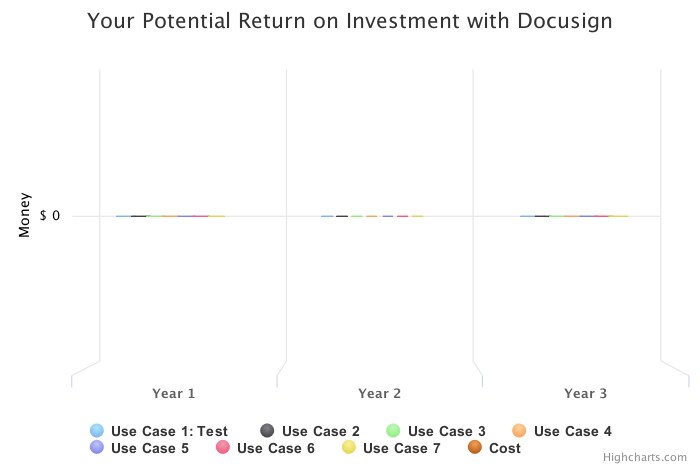 Your Potential Return on Investment with Docusign
Money
$ 0
Year 1 Year 2 Year 3
Use Case 1: Test Use Case 2 Use Case 3 Use Case 4
Use Case 5 Use Case 6 Use Case 7 Cost
Highcharts.com